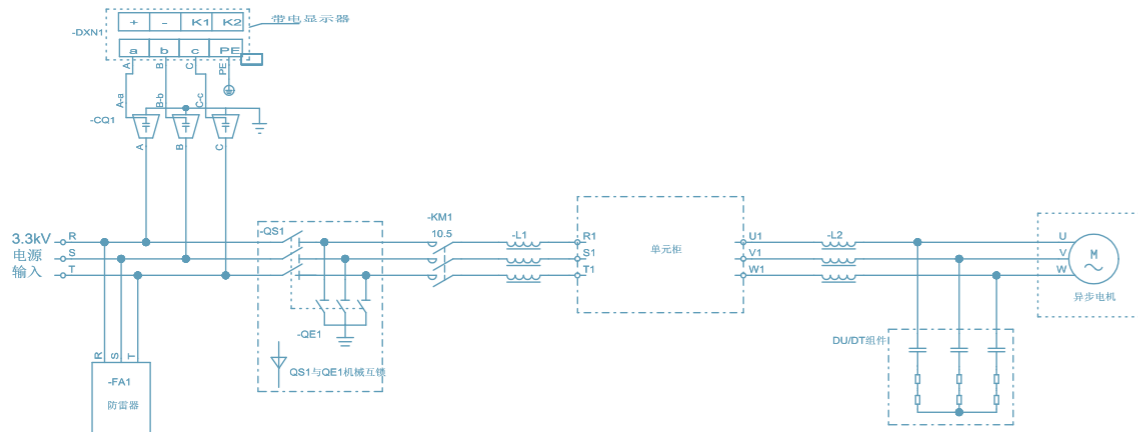 + - K1 K2
带电显示器
-DXN1
a b c PE
A B C PE
A-a B-b C-c
-CQ1
A B C
-QS1
-KM1
10.5
-L1
3.3kV
电源
输入
R
S
T
R1
S1
T1
单元柜
U1
V1
W1
-L2
U
V
W
M
异步电机
-QE1
QS1与QE1机械互锁
DU/DT组件
R S T
-FA1
防雷器